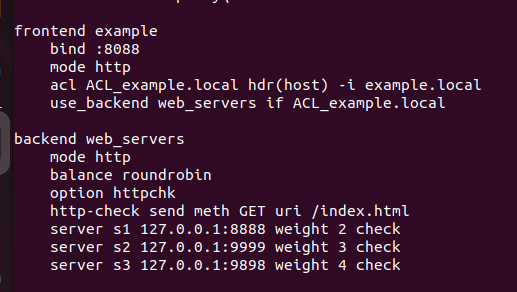 frontend example
    bind :8088
    mode http
    acl ACL_example.local hdr(host) -i example.local
    use_backend web_servers if ACL_example.local

backend web_servers
    mode http
    balance roundrobin
    option httpchk
    http-check send meth GET uri /index.html
    server s1 127.0.0.1:8888 weight 2 check
    server s2 127.0.0.1:9999 weight 3 check
    server s3 127.0.0.1:9898 weight 4 check